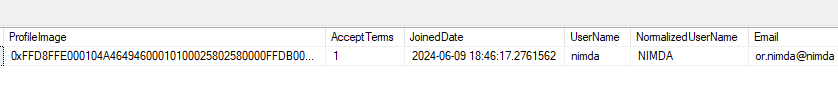 ProfileImage AcceptTerms JoinedDate UserName NormalizedUserName Email
0xFFD8FFE000104A46494600010100025802580000FFDB00... 1 2024-06-09 18:46:17.2761562 nimda NIMDA or.nimda@nimda